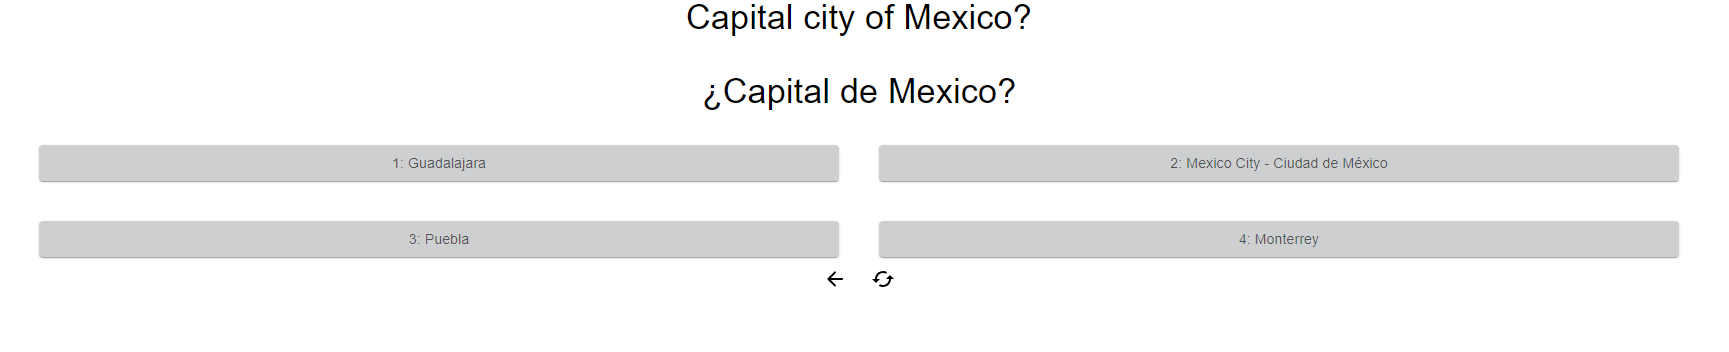 Capital city of Mexico?
¿Capital de Mexico?
1: Guadalajara
2: Mexico City - Ciudad de México
3: Puebla
4: Monterrey